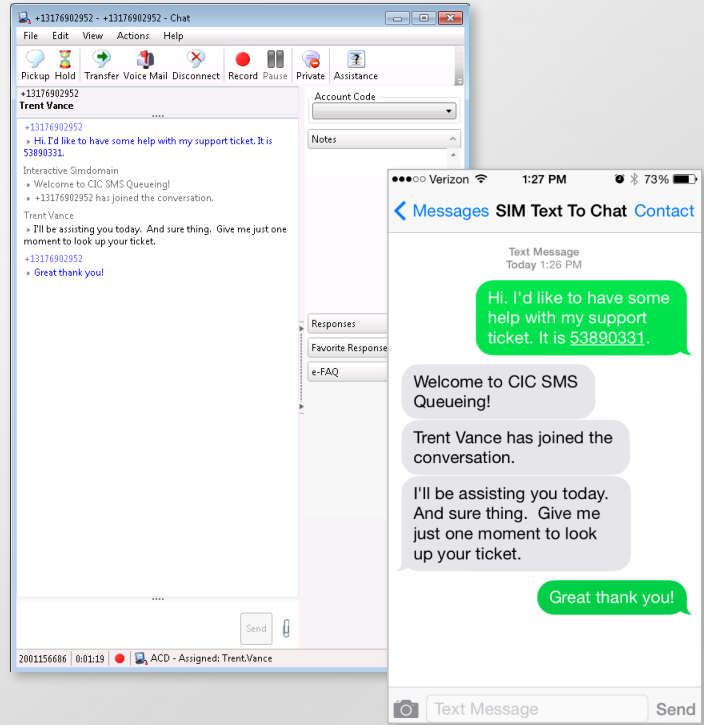 +13176902952 - +13176902952 - Chat
File Edit View Actions Help
Pickup Hold Transfer Voice Mail Disconnect Record Pause Private Assistance
+13176902952
Trent Vance
+13176902952
» Hi. I'd like to have some help with my support ticket. It is
53890331.
Interactive Simdomain
» Welcome to CIC SMS Queueing!
» +13176902952 has joined the conversation.
Trent Vance
» I'll be assisting you today.  And sure thing.  Give me just one
moment to look up your ticket.
+13176902952
» Great thank you!
Send
Account Code
Notes
Responses
Favorite Response
e-FAQ
2001156686 0:01:19 ACD - Assigned: Trent.Vance
Verizon 1:27 PM 73%
Messages SIM Text To Chat Contact
Text Message
Today 1:26 PM
Hi. I'd like to have some
help with my support
ticket. It is 53890331.
Welcome to CIC SMS
Queueing!
Trent Vance has joined the
conversation.
I'll be assisting you today.
And sure thing.  Give me
just one moment to look
up your ticket.
Great thank you!
Text Message Send